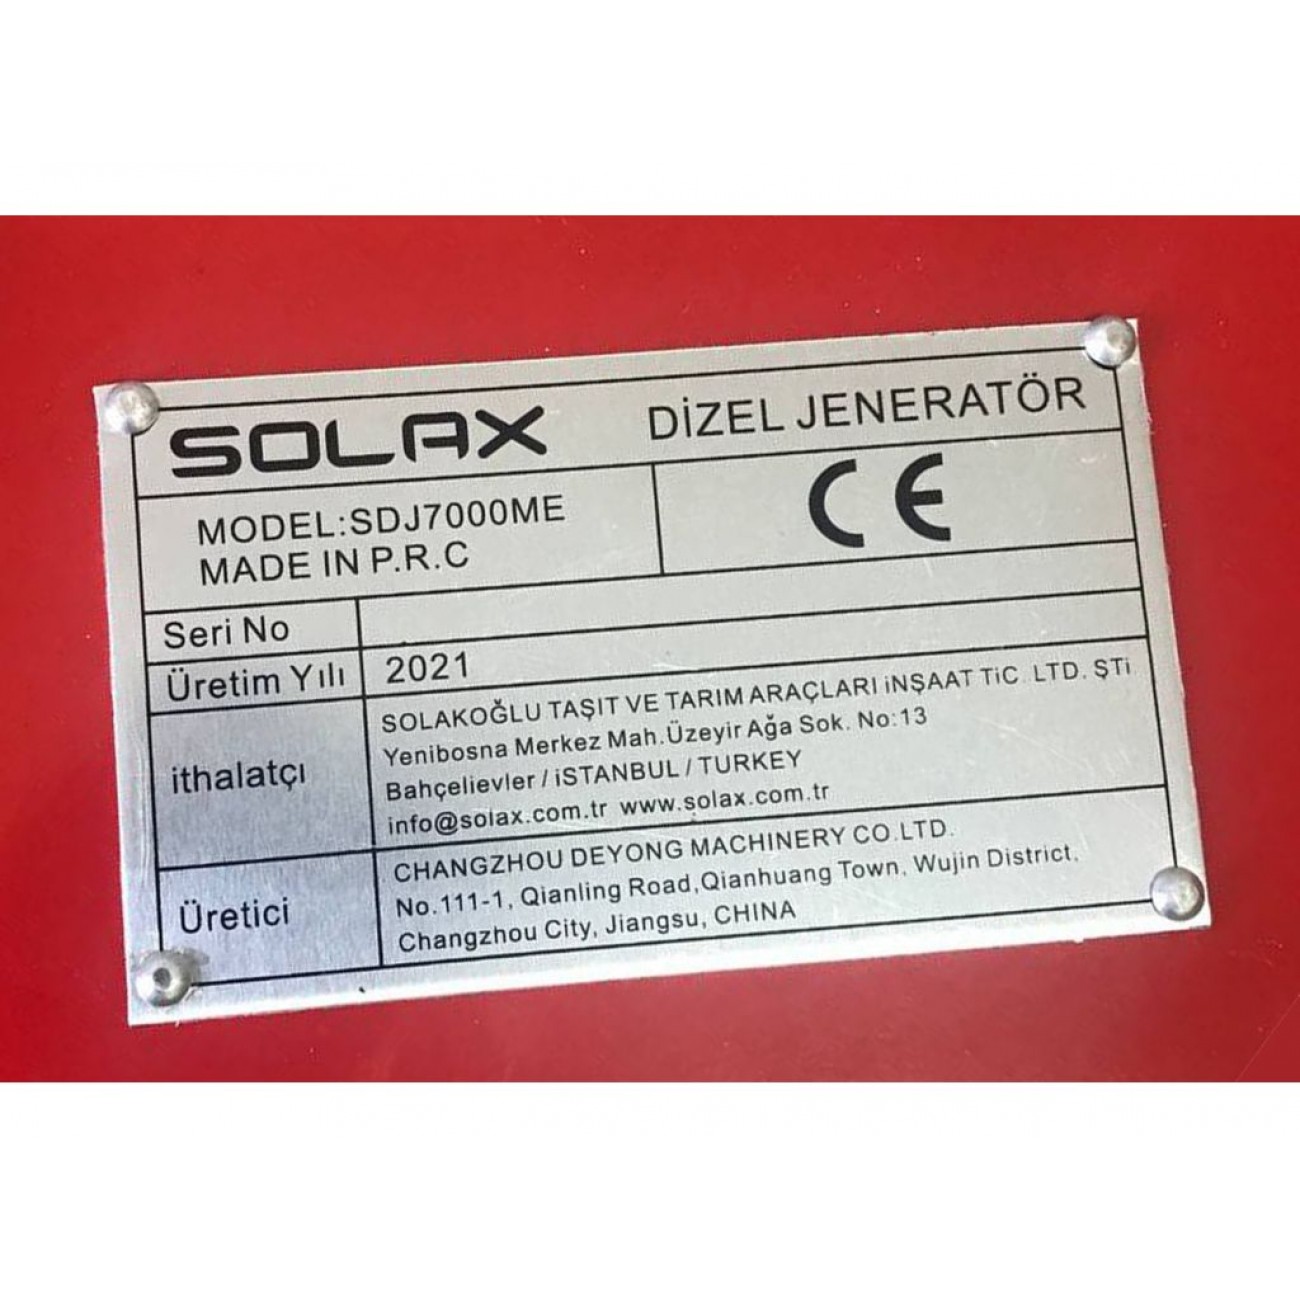 SOLAX DİZEL JENERATÖR
MODEL:SDJ7000ME
MADE IN P.R.C
CE
Seri No
Üretim Yılı 2021
ithalatçı
SOLAKOĞLU TAŞIT VE TARIM ARAÇLARI iNŞAAT TiC. LTD. ŞTi.
Yenibosna Merkez Mah.Üzeyir Ağa Sok. No:13
Bahçelievler / iSTANBUL / TURKEY
info@solax.com.tr www.solax.com.tr
Üretici
CHANGZHOU DEYONG MACHINERY CO.LTD.
No.111-1, Qianling Road,Qianhuang Town, Wujin District,
Changzhou City, Jiangsu, CHINA